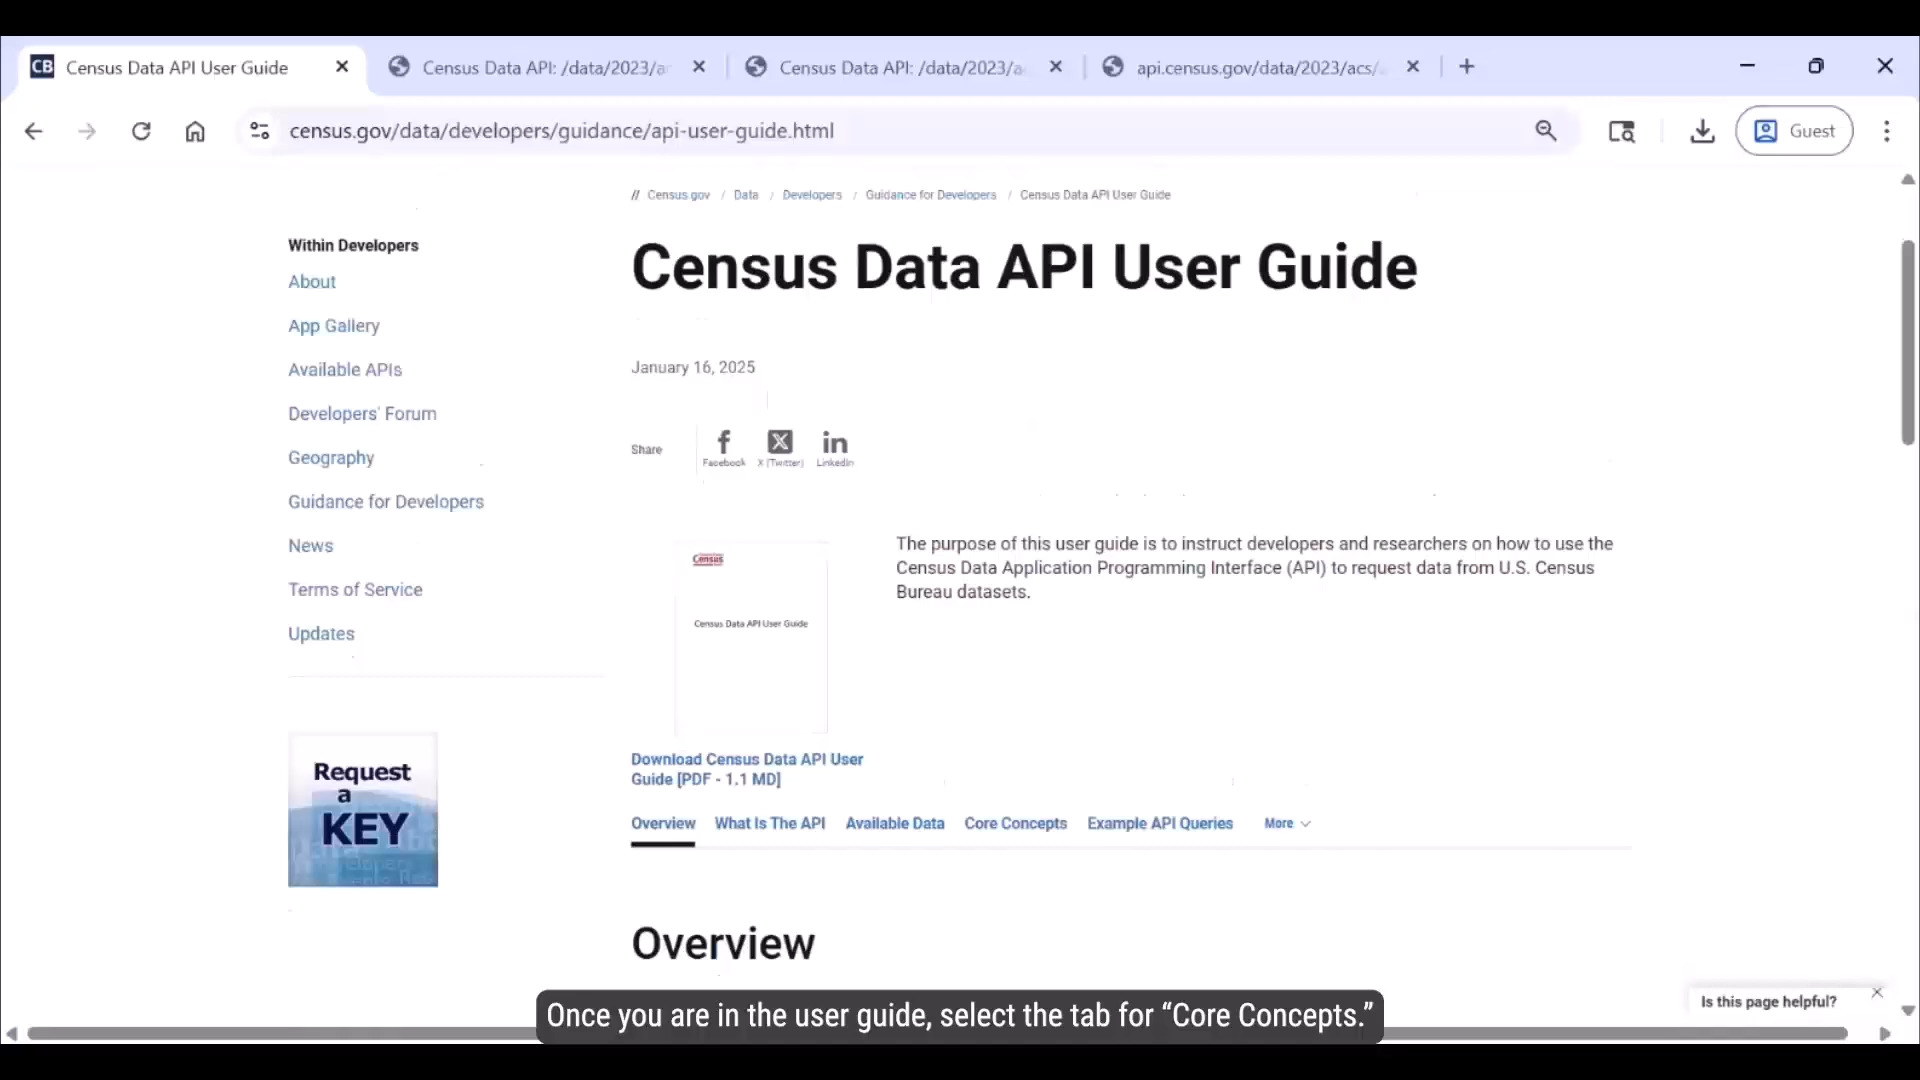 CB Census Data API User Guide
Census Data API: /data/2023/a
Census Data API: /data/2023/a
api.census.gov/data/2023/acs/
census.gov/data/developers/guidance/api-user-guide.html
Guest
// Census.gov / Data / Developers / Guidance for Developers / Census Data API User Guide
Within Developers
About
App Gallery
Available APIs
Developers' Forum
Geography
Guidance for Developers
News
Terms of Service
Updates
Request
a
KEY
Census Data API User Guide
January 16, 2025
Share
Facebook
X (Twitter)
LinkedIn
Census
Census Data API User Guide
The purpose of this user guide is to instruct developers and researchers on how to use the
Census Data Application Programming Interface (API) to request data from U.S. Census
Bureau datasets.
Download Census Data API User
Guide [PDF - 1.1 MD]
Overview What Is The API Available Data Core Concepts Example API Queries More
Overview
Is this page helpful?
Once you are in the user guide, select the tab for “Core Concepts.”